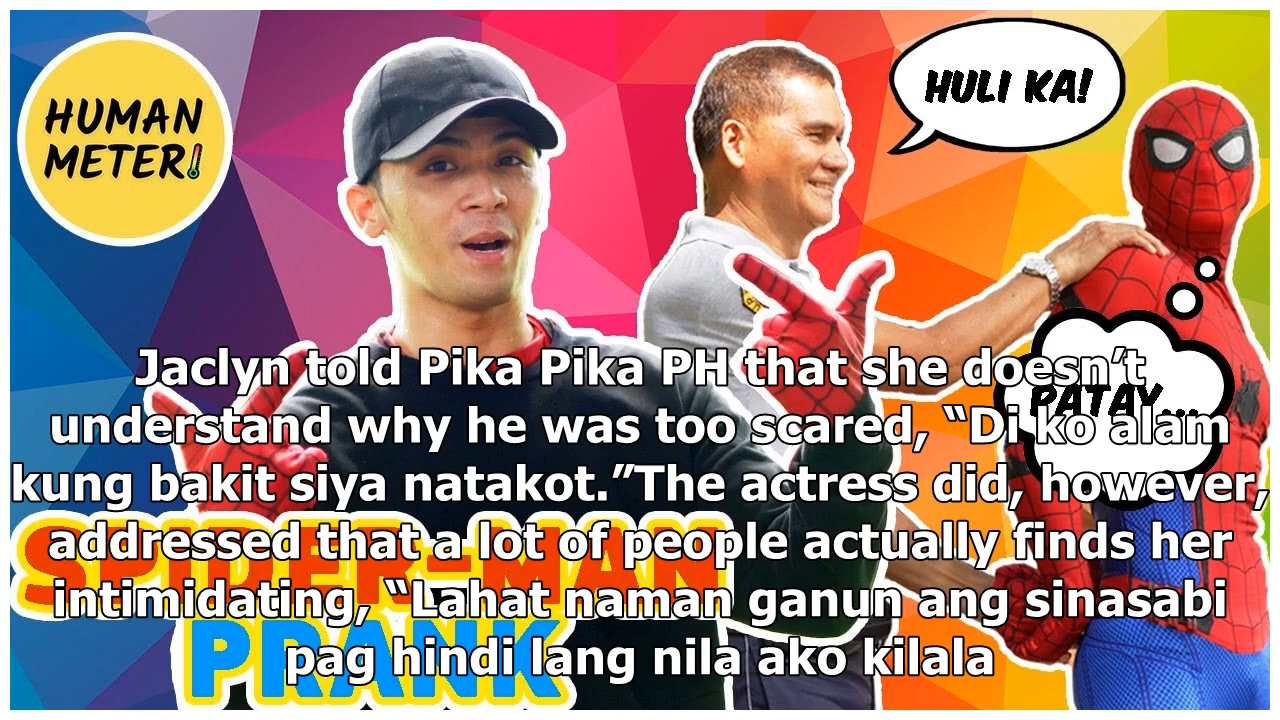 HUMAN
METER!
HULI KA!
PATAY...
Jaclyn told Pika Pika PH that she doesn’t
understand why he was too scared, “Di ko alam
kung bakit siya natakot.”The actress did, however,
addressed that a lot of people actually finds her
intimidating, “Lahat naman ganun ang sinasabi
pag hindi lang nila ako kilala
SPIDER-MAN
PRANK